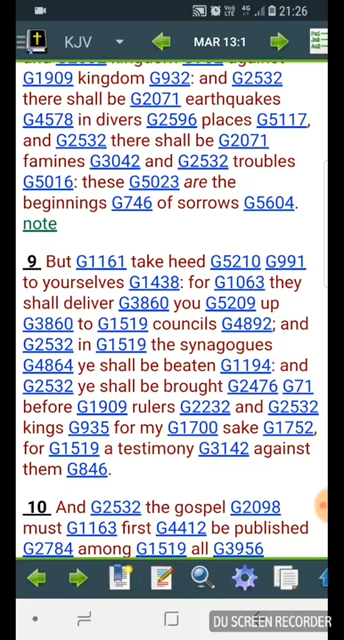 21:26
KJV MAR 13:1
and G2532 kingdom G932 against
G1909 kingdom G932: and G2532
there shall be G2071 earthquakes
G4578 in divers G2596 places G5117,
and G2532 there shall be G2071
famines G3042 and G2532 troubles
G5016: these G5023 are the
beginnings G746 of sorrows G5604.
note
9 But G1161 take heed G5210 G991
to yourselves G1438: for G1063 they
shall deliver G3860 you G5209 up
G3860 to G1519 councils G4892; and
G2532 in G1519 the synagogues
G4864 ye shall be beaten G1194: and
G2532 ye shall be brought G2476 G71
before G1909 rulers G2232 and G2532
kings G935 for my G1700 sake G1752,
for G1519 a testimony G3142 against
them G846.
10 And G2532 the gospel G2098
must G1163 first G4412 be published
G2784 among G1519 all G3956
DU SCREEN RECORDER